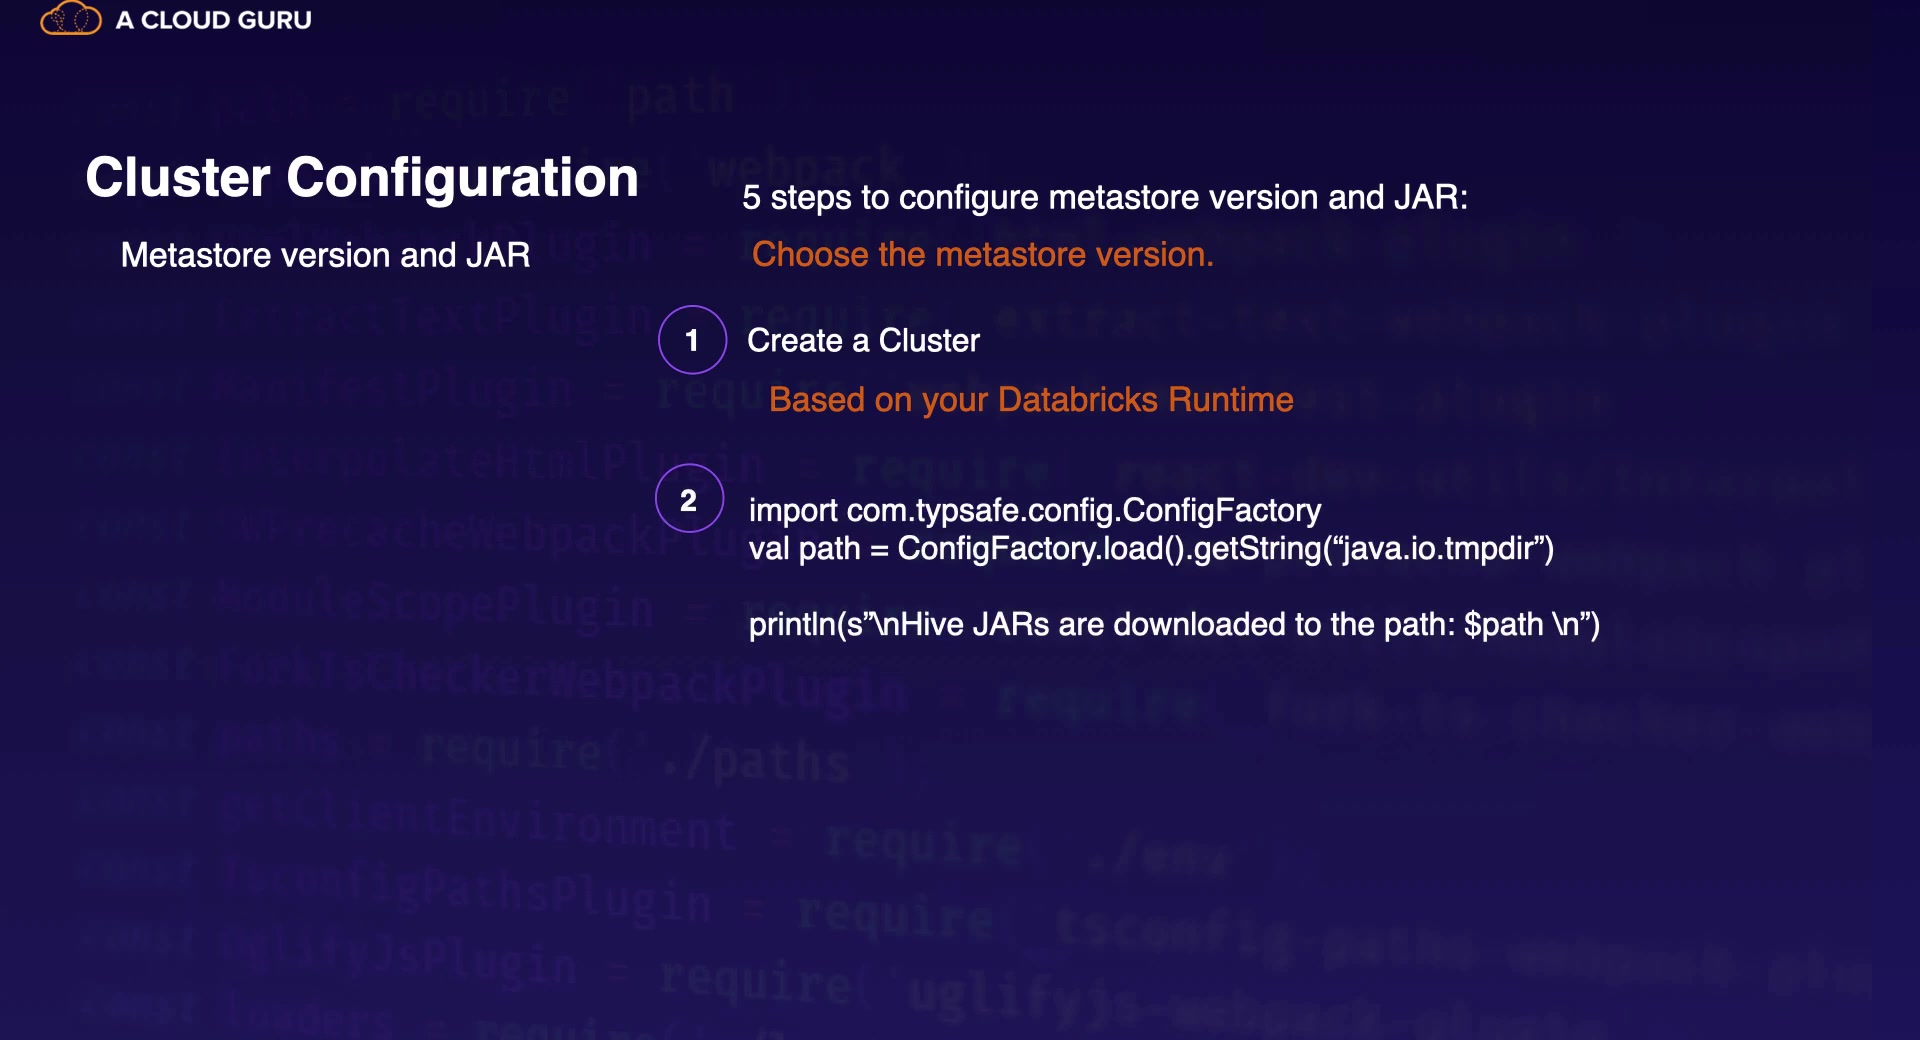 A CLOUD GURU
Cluster Configuration
Metastore version and JAR
5 steps to configure metastore version and JAR:
Choose the metastore version.
1
Create a Cluster
Based on your Databricks Runtime
2
import com.typsafe.config.ConfigFactory
val path = ConfigFactory.load().getString(“java.io.tmpdir”)
println(s”\nHive JARs are downloaded to the path: $path \n”)